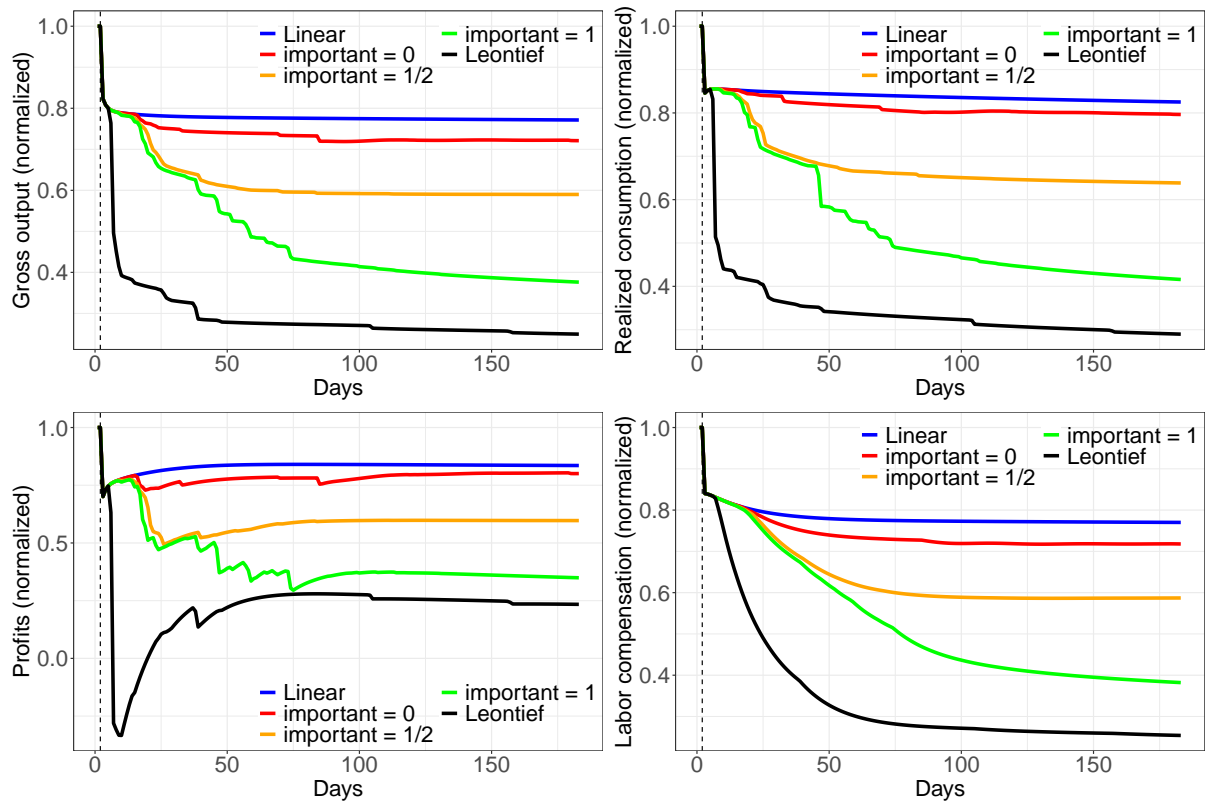 Gross output (normalized)
1.0
0.8
0.6
0.4
Linear
important = 0
important = 1/2
important = 1
Leontief
0
50
100
150
Days
Realized consumption (normalized)
1.0
0.8
0.6
0.4
Linear
important = 0
important = 1/2
important = 1
Leontief
0
50
100
150
Days
Profits (normalized)
1.0
0.5
0.0
Linear
important = 0
important = 1/2
important = 1
Leontief
0
50
100
150
Days
Labor compensation (normalized)
1.0
0.8
0.6
0.4
Linear
important = 0
important = 1/2
important = 1
Leontief
0
50
100
150
Days